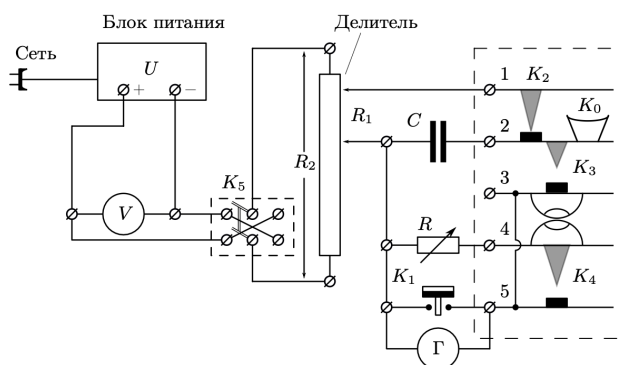 Блок питания
Делитель
Сеть
U
+ −
1
K₂
R₁
C
2
K₀
R₂
K₅
3
K₃
V
R
4
K₁
K₄
5
Г